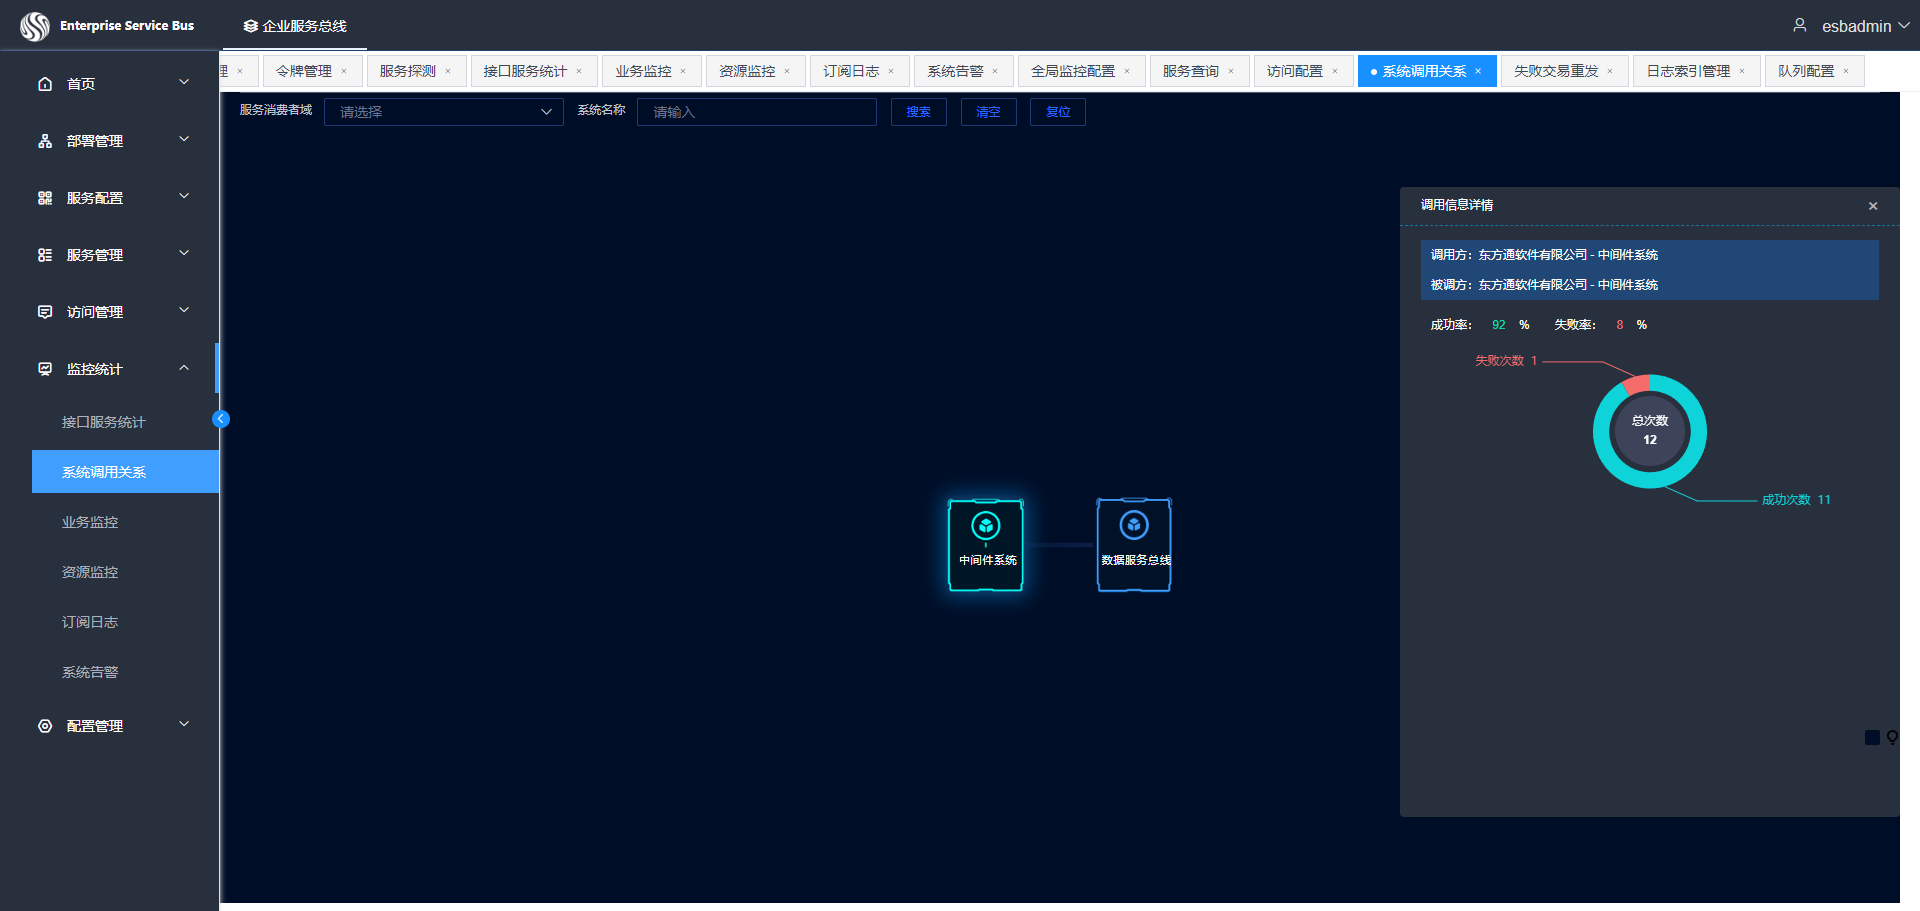 Enterprise Service Bus
企业服务总线
esbadmin
理 ×
令牌管理 ×
服务探测 ×
接口服务统计 ×
业务监控 ×
资源监控 ×
订阅日志 ×
系统告警 ×
全局监控配置 ×
服务查询 ×
访问配置 ×
系统调用关系 ×
失败交易重发 ×
日志索引管理 ×
队列配置 ×
首页
部署管理
服务配置
服务管理
访问管理
监控统计
接口服务统计
系统调用关系
业务监控
资源监控
订阅日志
系统告警
配置管理
服务消费者域
请选择
系统名称
请输入
搜索
清空
复位
中间件系统
数据服务总线
调用信息详情
×
调用方：东方通软件有限公司 - 中间件系统
被调方：东方通软件有限公司 - 中间件系统
成功率： 92 % 失败率： 8 %
失败次数 1
总次数
12
成功次数 11